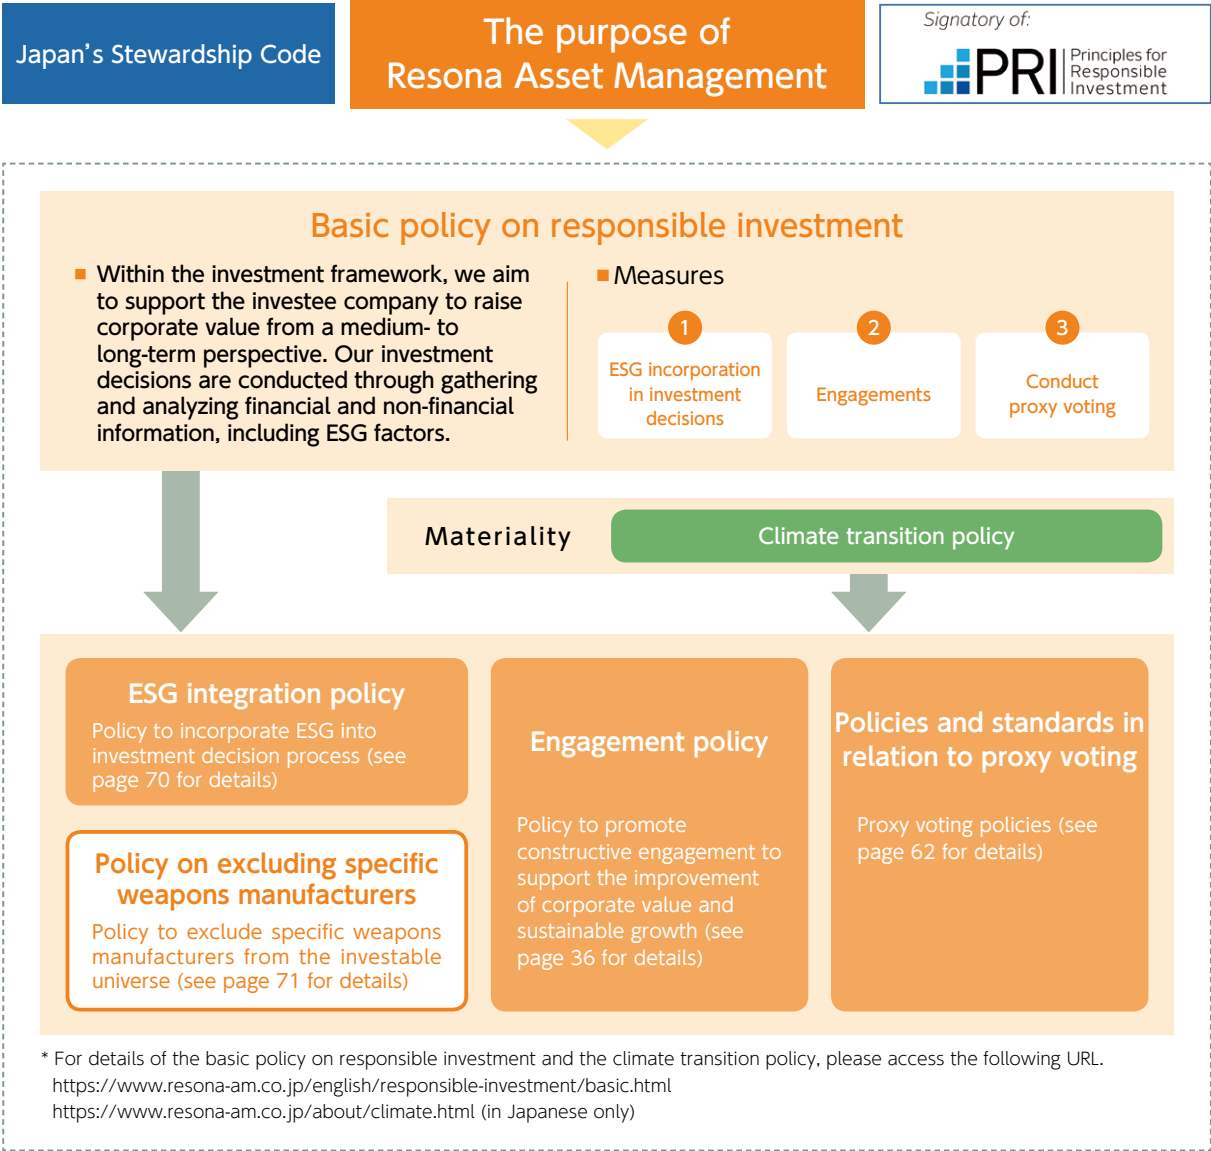 Japan's Stewardship Code
The purpose of
Resona Asset Management
Signatory of:
PRI
Principles for
Responsible
Investment
Basic policy on responsible investment
Within the investment framework, we aim
to support the investee company to raise
corporate value from a medium- to
long-term perspective. Our investment
decisions are conducted through gathering
and analyzing financial and non-financial
information, including ESG factors.
Measures
1
ESG incorporation
in investment
decisions
2
Engagements
3
Conduct
proxy voting
Materiality
Climate transition policy
ESG integration policy
Policy to incorporate ESG into
investment decision process (see
page 70 for details)
Policy on excluding specific
weapons manufacturers
Policy to exclude specific weapons
manufacturers from the investable
universe (see page 71 for details)
Engagement policy
Policy to promote
constructive engagement to
support the improvement
of corporate value and
sustainable growth (see
page 36 for details)
Policies and standards in
relation to proxy voting
Proxy voting policies (see
page 62 for details)
* For details of the basic policy on responsible investment and the climate transition policy, please access the following URL.
https://www.resona-am.co.jp/english/responsible-investment/basic.html
https://www.resona-am.co.jp/about/climate.html (in Japanese only)